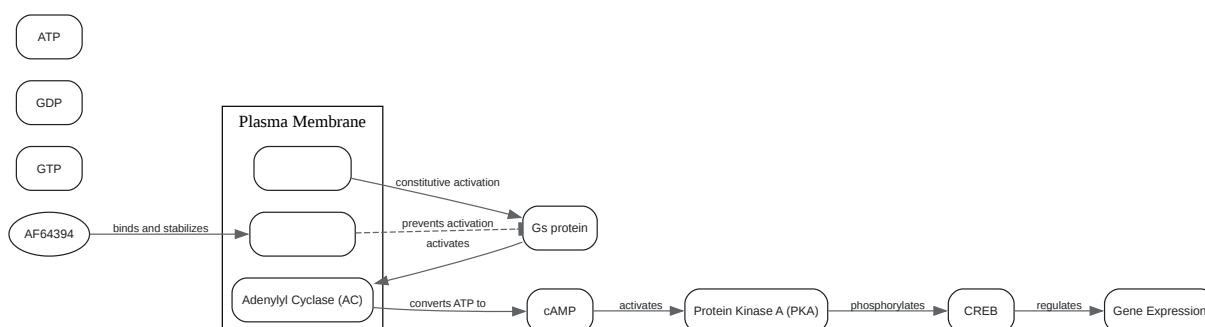 ATP
GDP
GTP
AF64394
binds and stabilizes
Plasma Membrane
constitutive activation
prevents activation
activates
Gs protein
Adenylyl Cyclase (AC)
converts ATP to
cAMP
activates
Protein Kinase A (PKA)
phosphorylates
CREB
regulates
Gene Expression